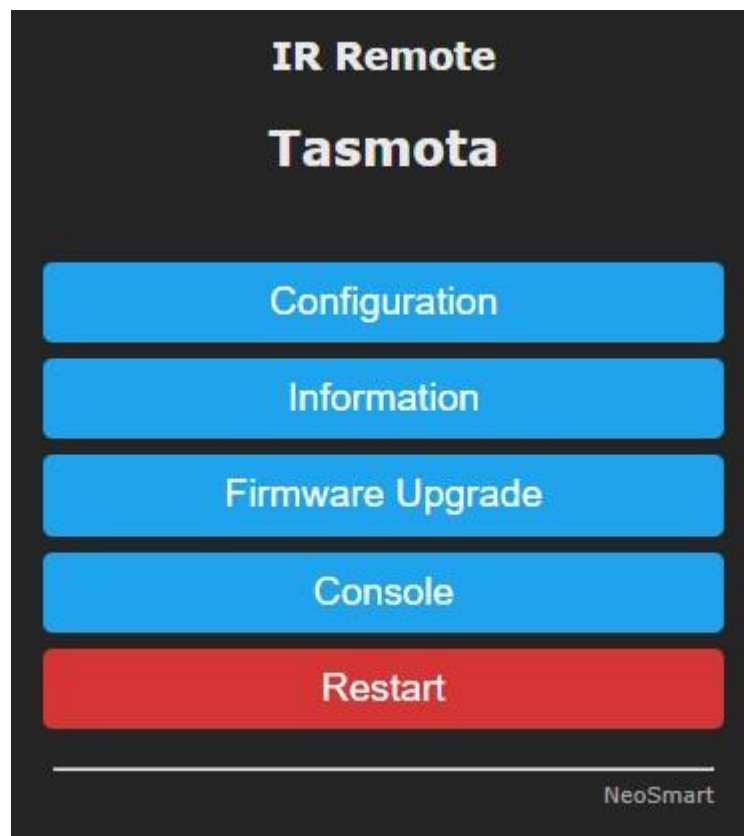 IR Remote
Tasmota
Configuration
Information
Firmware Upgrade
Console
Restart
NeoSmart